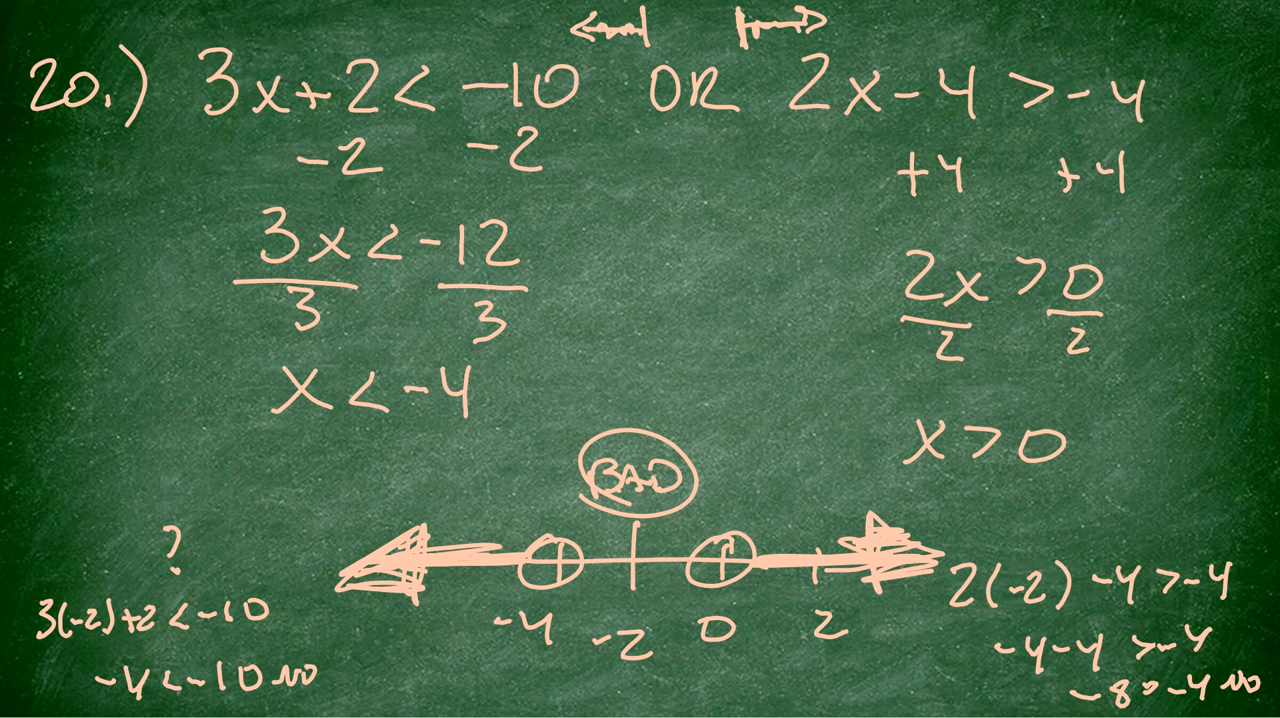 20.) 3x+2 < -10 OR 2x-4 > -4
-2 -2 +4 +4
3x < -12
3 3
2x > 0
2 2
x < -4
x > 0
BAD
-4 -2 0 2
?
3(-2)+2 < -10
-4 < -10 NO
2(-2) -4 > -4
-4-4 > -4
-8 > -4 NO